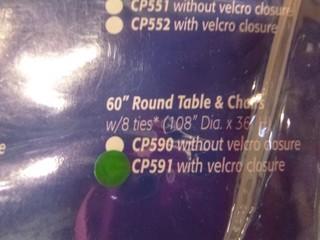 CP551 without velcro closure
CP552 with velcro closure
60" Round Table & Chairs
w/8 ties* (108" Dia. x 36"
CP590 without velcro closure
CP591 with velcro closure